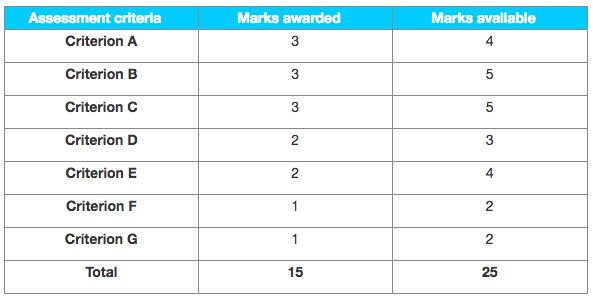 Assessment criteria Marks awarded Marks available
Criterion A 3 4
Criterion B 3 5
Criterion C 3 5
Criterion D 2 3
Criterion E 2 4
Criterion F 1 2
Criterion G 1 2
Total 15 25